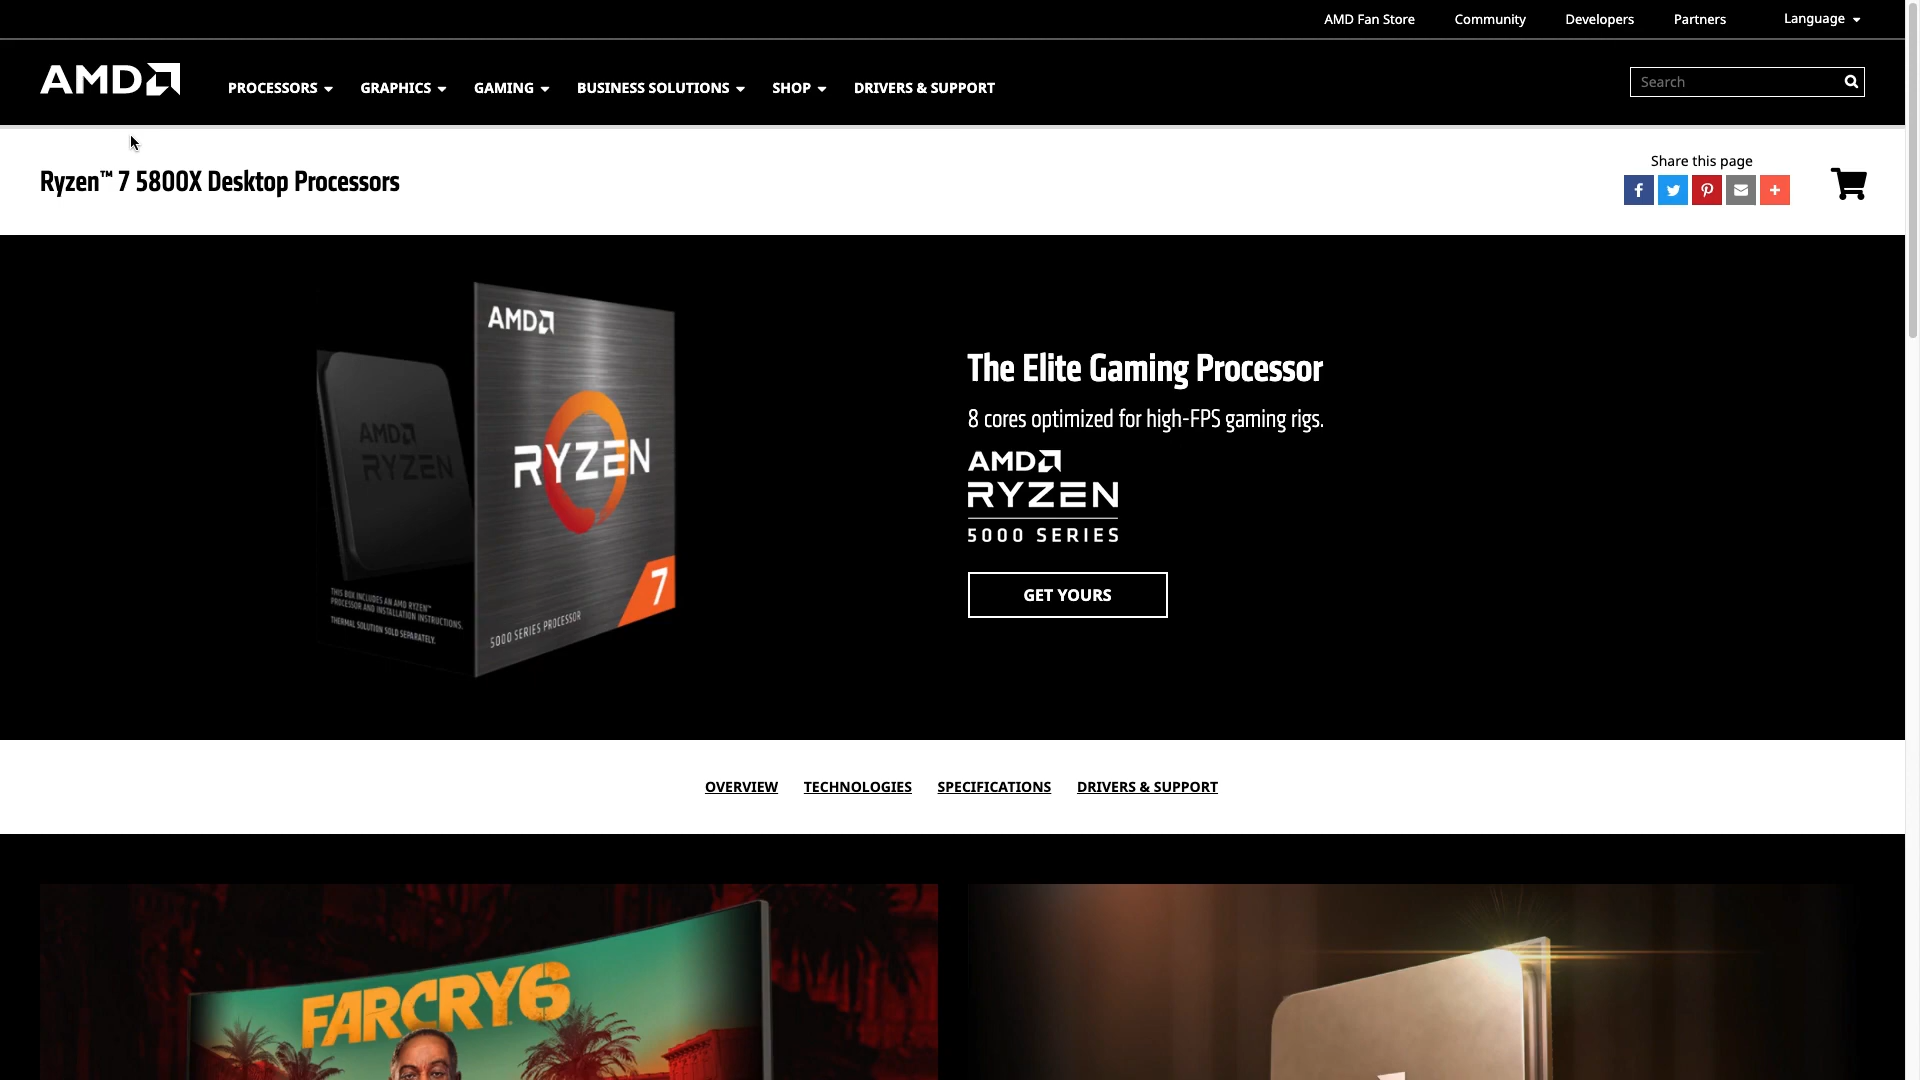 AMD Fan Store
Community
Developers
Partners
Language
AMD
PROCESSORS
GRAPHICS
GAMING
BUSINESS SOLUTIONS
SHOP
DRIVERS & SUPPORT
Search
Ryzen™ 7 5800X Desktop Processors
Share this page
AMD
RYZEN
AMD
RYZEN
THIS BOX INCLUDES AN AMD RYZEN™
PROCESSOR AND INSTALLATION INSTRUCTIONS.
THERMAL SOLUTION SOLD SEPARATELY.
7
5000 SERIES PROCESSOR
The Elite Gaming Processor
8 cores optimized for high-FPS gaming rigs.
AMD
RYZEN
5000 SERIES
GET YOURS
OVERVIEW
TECHNOLOGIES
SPECIFICATIONS
DRIVERS & SUPPORT
FARCRY6